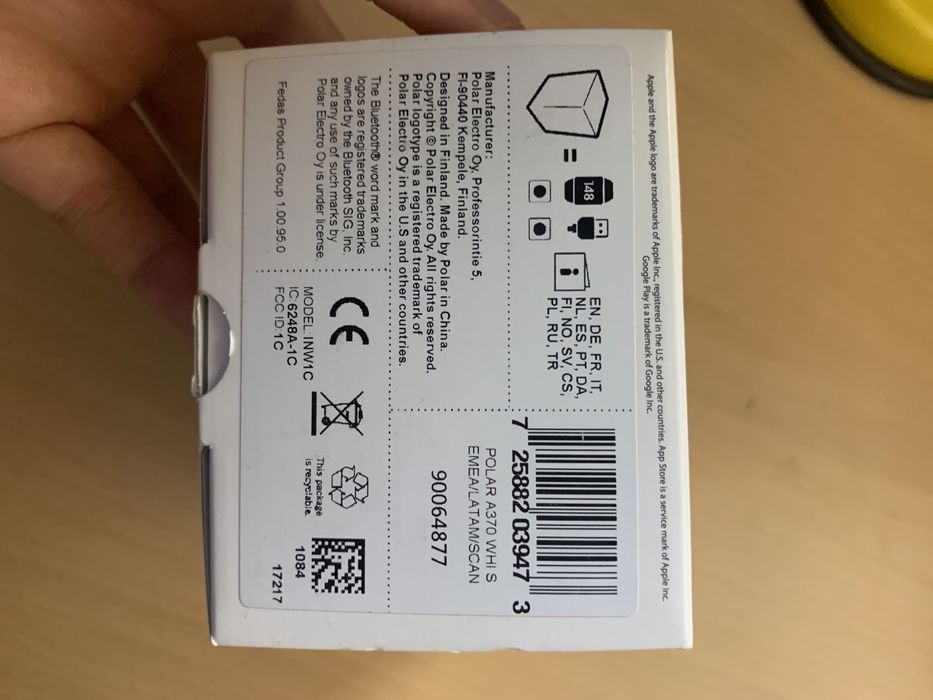 Apple and the Apple logo are trademarks of Apple Inc., registered in the U.S. and other countries. App Store is a service mark of Apple Inc.
Google Play is a trademark of Google Inc.
148
EN, DE, FR, IT,
NL, ES, PT, DA,
FI, NO, SV, CS,
PL, RU, TR
Manufacturer:
Polar Electro Oy, Professorintie 5,
FI-90440 Kempele, Finland.
Designed in Finland. Made by Polar in China.
Copyright © Polar Electro Oy. All rights reserved.
Polar logotype is a registered trademark of
Polar Electro Oy in the U.S and other countries.
7 25882 03947 3
POLAR A370 WHI S
EMEA/LATAM/SCAN
90064877
The Bluetooth® word mark and
logos are registered trademarks
owned by the Bluetooth SIG, Inc.
and any use of such marks by
Polar Electro Oy is under license.
Fedas Product Group 1.00.95.0
CE
MODEL: INW1C
IC: 6248A-1C
FCC ID: 1C
This package
is recyclable.
1084
17217